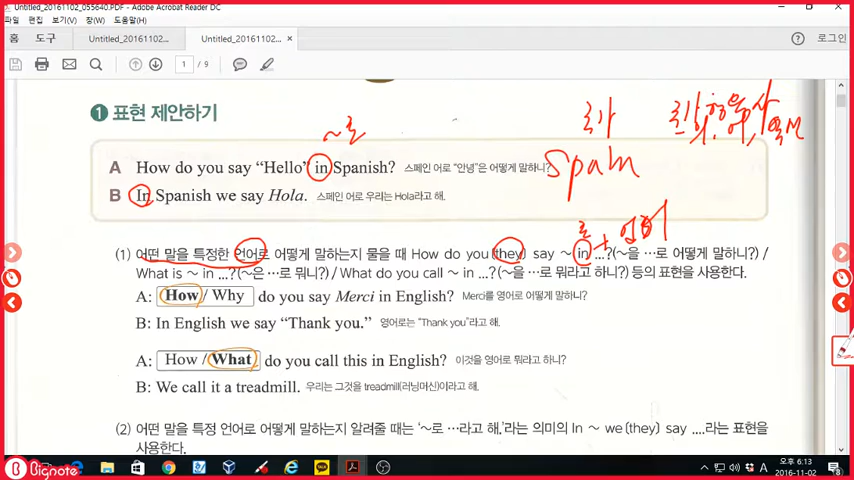 Untitled_20161102_055640.PDF - Adobe Acrobat Reader DC
파일 편집 보기(V) 창(W) 도움말(H)
홈 도구 Untitled_20161102... Untitled_20161102... × 로그인
1 / 9
1 표현 제안하기
~로
A How do you say “Hello” in Spanish? 스페인 어로 “안녕”은 어떻게 말하니?
B In Spanish we say Hola. 스페인 어로 우리는 Hola라고 해.
Spain
로 +
(1) 어떤 말을 특정한 언어로 어떻게 말하는지 물을 때 How do you (they) say ~ in ...?(~을 …로 어떻게 말하니?) /
What is ~ in ...?(~은 …로 뭐니?) / What do you call ~ in ...?(~을 …로 뭐라고 하니?) 등의 표현을 사용한다.
A: How / Why do you say Merci in English? Merci를 영어로 어떻게 말하니?
B: In English we say “Thank you.” 영어로는 “Thank you”라고 해.
A: How / What do you call this in English? 이것을 영어로 뭐라고 하니?
B: We call it a treadmill. 우리는 그것을 treadmill(러닝머신)이라고 해.
(2) 어떤 말을 특정 언어로 어떻게 말하는지 알려줄 때는 ‘~로 …라고 해.’라는 의미의 In ~ we (they) say ....라는 표현을
사용한다.
Bignote
A 오후 6:13
2016-11-02